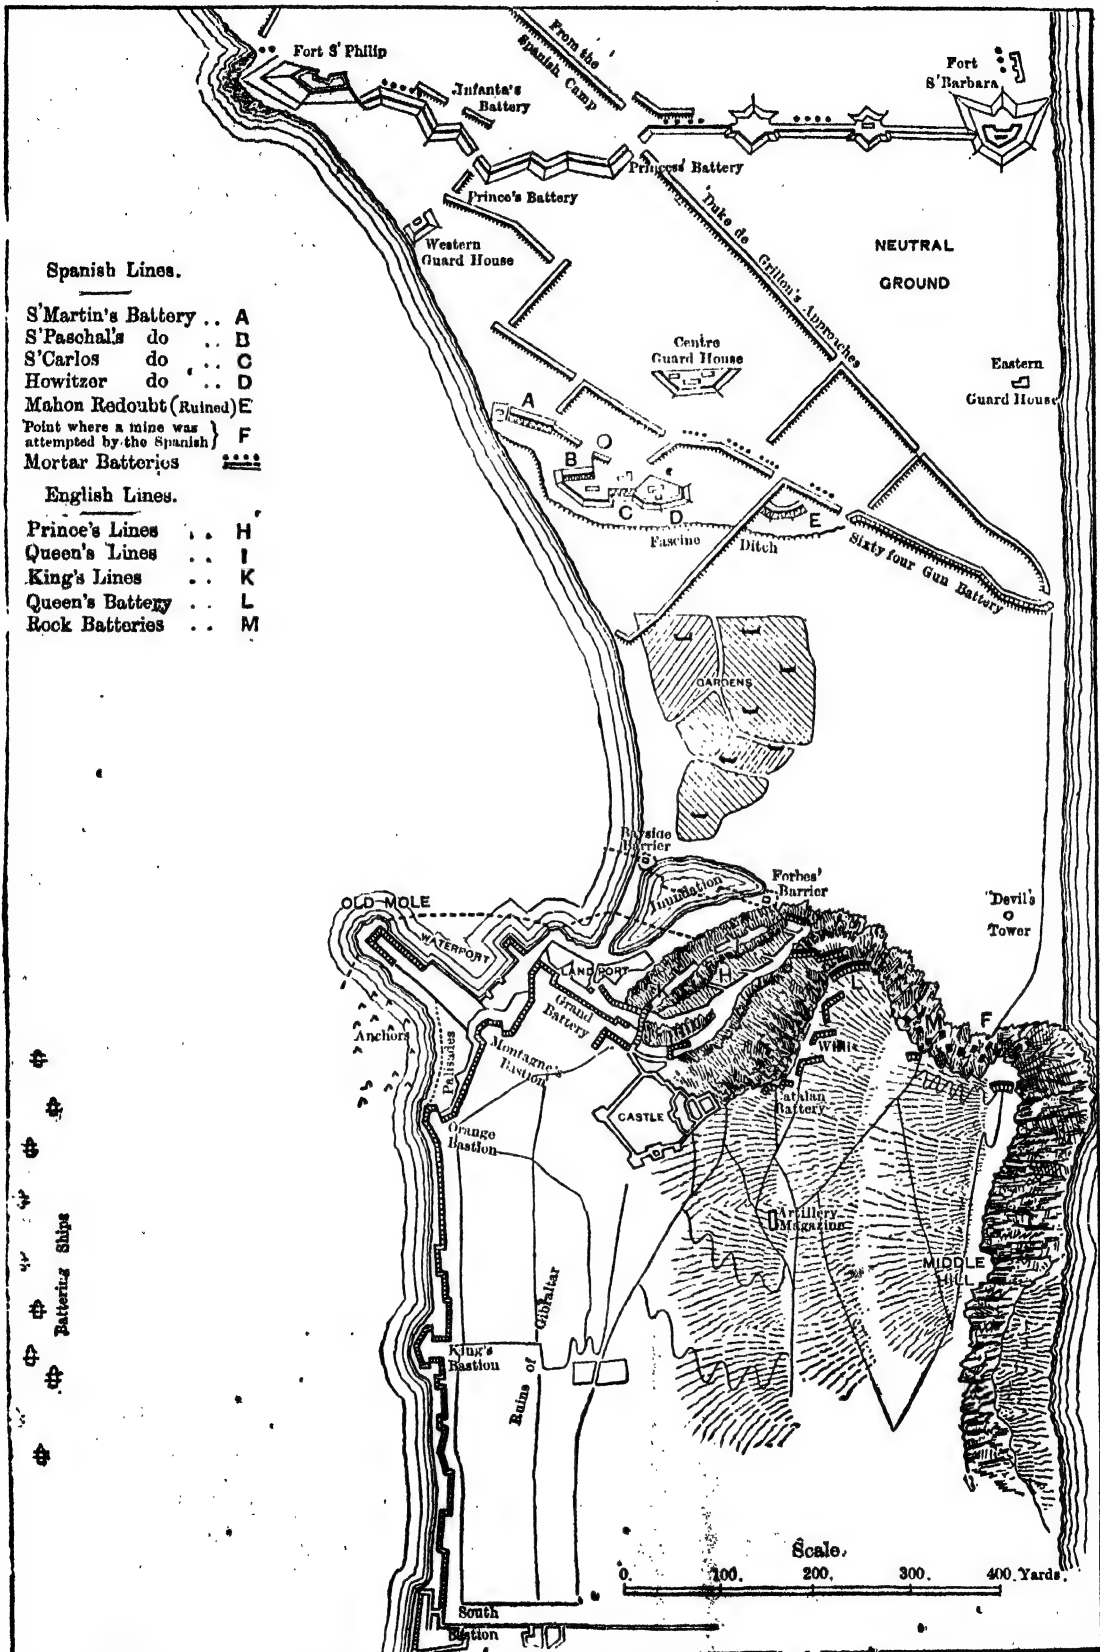 Fort S' Philip
From the
Spanish Camp
Fort
S' Barbara
Infanta's
Battery
Princess' Battery
Prince's Battery
Western
Guard House
Duke de Grillon's Approaches
NEUTRAL
GROUND
Spanish Lines.
S'Martin's Battery .. A
S'Paschal's do .. B
S'Carlos do .. C
Howitzer do .. D
Mahon Redoubt (Ruined) E
Point where a mine was
attempted by the Spanish } F
Mortar Batteries
English Lines.
Prince's Lines .. H
Queen's Lines .. I
King's Lines .. K
Queen's Battery .. L
Rock Batteries .. M
Centre
Guard House
Eastern
Guard House
A
B
C
D
E
Fascine Ditch
Sixty four Gun Battery
GARDENS
Bayside
Barrier
Inundation
Forbes'
Barrier
"Devil's
Tower
OLD MOLE
WATERPORT
LAND PORT
H
L
Grand
Battery
M
F
Anchors
Palisades
Montagne's
Bastion
Willis
Catalan
Battery
CASTLE
Orange
Bastion
Artillery
Magazine
MIDDLE
HILL
Battering Ships
Ruins of Gibraltar
King's
Bastion
Scale.
0. 100. 200. 300. 400. Yards.
South
Bastion